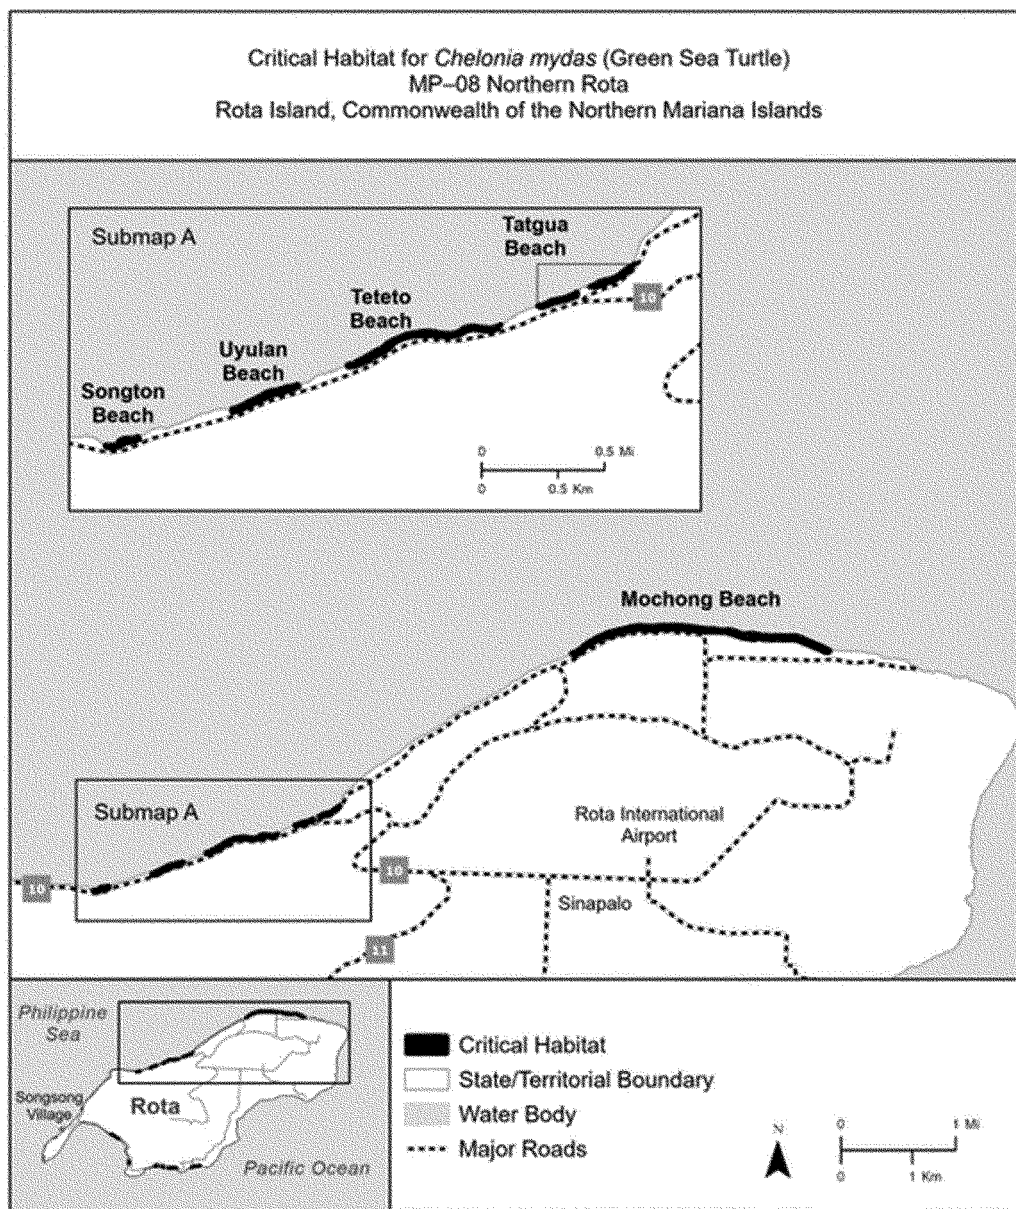 Critical Habitat for Chelonia mydas (Green Sea Turtle)
MP–08 Northern Rota
Rota Island, Commonwealth of the Northern Mariana Islands
Submap A
Tatgua
Beach
10
Teteto
Beach
Uyulan
Beach
Songton
Beach
0
0.5 Mi
0
0.5 Km
Mochong Beach
Submap A
Rota International
Airport
10
10
Sinapalo
11
Philippine
Sea
Songsong
Village
Rota
Pacific Ocean
Critical Habitat
State/Territorial Boundary
Water Body
Major Roads
N
0
1 Mi
0
1 Km